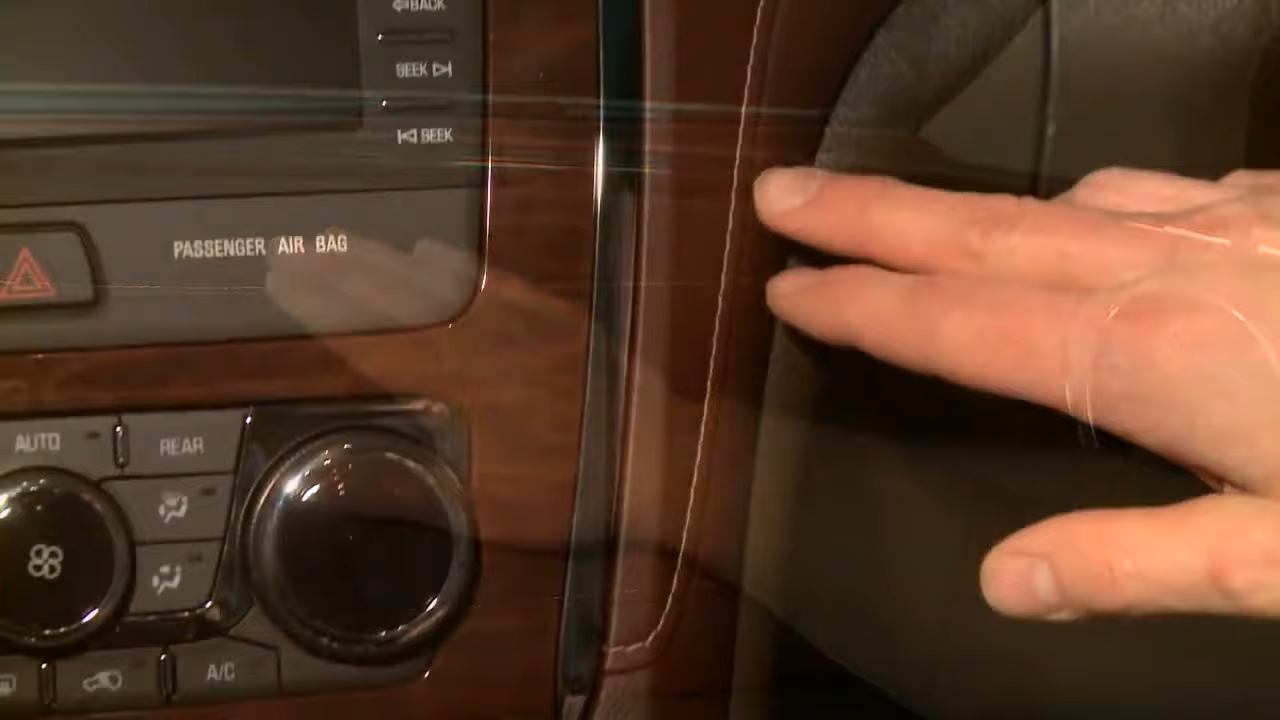 BACK
SEEK
SEEK
PASSENGER AIR BAG
AUTO
REAR
A/C